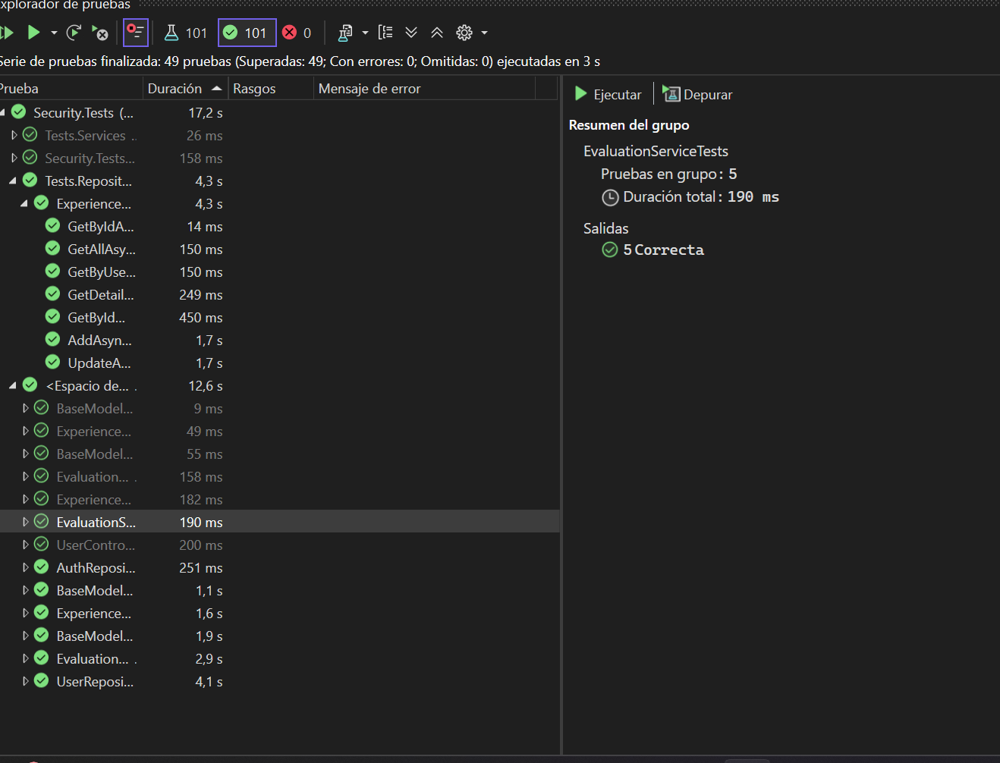 xplorador de pruebas
101 101 0
Serie de pruebas finalizada: 49 pruebas (Superadas: 49; Con errores: 0; Omitidas: 0) ejecutadas en 3 s
Prueba Duración Rasgos Mensaje de error
Security.Tests (... 17,2 s
Tests.Services .. 26 ms
Security.Tests... 158 ms
Tests.Reposit... 4,3 s
Experience... 4,3 s
GetByIdA... 14 ms
GetAllAsy... 150 ms
GetByUse... 150 ms
GetDetail... 249 ms
GetById... 450 ms
AddAsyn... 1,7 s
UpdateA... 1,7 s
<Espacio de... . 12,6 s
BaseModel... 9 ms
Experience... 49 ms
BaseModel... 55 ms
Evaluation... . 158 ms
Experience... 182 ms
EvaluationS... 190 ms
UserContro... 200 ms
AuthReposi... 251 ms
BaseModel... 1,1 s
Experience... 1,6 s
BaseModel... 1,9 s
Evaluation... . 2,9 s
UserReposi... 4,1 s
Ejecutar Depurar
Resumen del grupo
EvaluationServiceTests
Pruebas en grupo: 5
Duración total: 190 ms
Salidas
5 Correcta